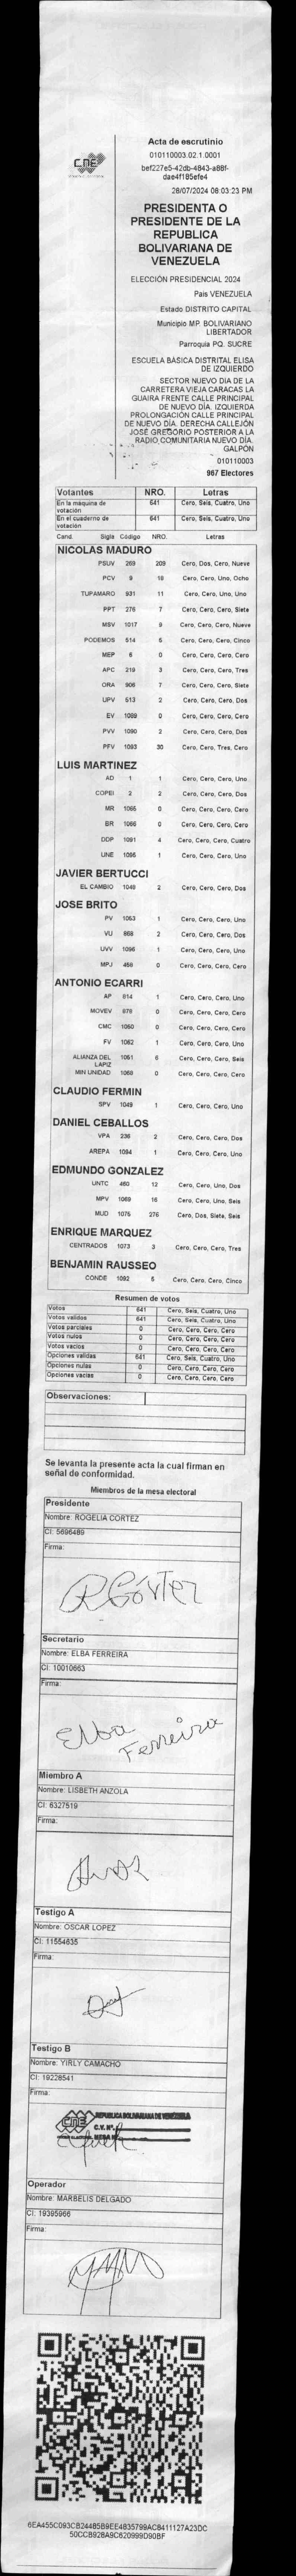 CNE
Acta de escrutinio
010110003.02.1.0001
bef227e5-42db-4843-a88f-
dae4f185efe4
28/07/2024 08:03:23 PM
PRESIDENTA O
PRESIDENTE DE LA
REPUBLICA
BOLIVARIANA DE
VENEZUELA
ELECCIÓN PRESIDENCIAL 2024
Pais VENEZUELA
Estado DISTRITO CAPITAL
Municipio MP. BOLIVARIANO
LIBERTADOR
Parroquia PQ. SUCRE
ESCUELA BÁSICA DISTRITAL ELISA
DE IZQUIERDO
SECTOR NUEVO DIA DE LA
CARRETERA VIEJA CARACAS LA
GUAIRA FRENTE CALLE PRINCIPAL
DE NUEVO DÍA. IZQUIERDA
PROLONGACIÓN CALLE PRINCIPAL
DE NUEVO DÍA. DERECHA CALLEJÓN
JOSÉ GREGORIO POSTERIOR A LA
RADIO COMUNITARIA NUEVO DÍA.
GALPÓN
010110003
967 Electores
Votantes NRO. Letras
En la máquina de votación 641 Cero, Seis, Cuatro, Uno
En el cuaderno de votación 641 Cero, Seis, Cuatro, Uno
Cand. Sigla Código NRO. Letras
NICOLAS MADURO
PSUV 269 209 Cero, Dos, Cero, Nueve
PCV 9 18 Cero, Cero, Uno, Ocho
TUPAMARO 931 11 Cero, Cero, Uno, Uno
PPT 276 7 Cero, Cero, Cero, Siete
MSV 1017 9 Cero, Cero, Cero, Nueve
PODEMOS 514 5 Cero, Cero, Cero, Cinco
MEP 6 0 Cero, Cero, Cero, Cero
APC 219 3 Cero, Cero, Cero, Tres
ORA 906 7 Cero, Cero, Cero, Siete
UPV 613 2 Cero, Cero, Cero, Dos
EV 1089 0 Cero, Cero, Cero, Cero
PVV 1090 2 Cero, Cero, Cero, Dos
PFV 1093 30 Cero, Cero, Tres, Cero
LUIS MARTINEZ
AD 1 1 Cero, Cero, Cero, Uno
COPEI 2 2 Cero, Cero, Cero, Dos
MR 1065 0 Cero, Cero, Cero, Cero
BR 1066 0 Cero, Cero, Cero, Cero
DDP 1091 4 Cero, Cero, Cero, Cuatro
UNE 1095 1 Cero, Cero, Cero, Uno
JAVIER BERTUCCI
EL CAMBIO 1048 2 Cero, Cero, Cero, Dos
JOSE BRITO
PV 1053 1 Cero, Cero, Cero, Uno
VU 868 2 Cero, Cero, Cero, Dos
UVV 1096 1 Cero, Cero, Cero, Uno
MPJ 456 0 Cero, Cero, Cero, Cero
ANTONIO ECARRI
AP 814 1 Cero, Cero, Cero, Uno
MOVEV 878 0 Cero, Cero, Cero, Cero
CMC 1060 0 Cero, Cero, Cero, Cero
FV 1062 1 Cero, Cero, Cero, Uno
ALIANZA DEL LAPIZ 1051 6 Cero, Cero, Cero, Seis
MIN UNIDAD 1068 0 Cero, Cero, Cero, Cero
CLAUDIO FERMIN
SPV 1049 1 Cero, Cero, Cero, Uno
DANIEL CEBALLOS
VPA 236 2 Cero, Cero, Cero, Dos
AREPA 1094 1 Cero, Cero, Cero, Uno
EDMUNDO GONZALEZ
UNTC 460 12 Cero, Cero, Uno, Dos
MPV 1069 16 Cero, Cero, Uno, Seis
MUD 1075 276 Cero, Dos, Siete, Seis
ENRIQUE MARQUEZ
CENTRADOS 1073 3 Cero, Cero, Cero, Tres
BENJAMIN RAUSSEO
CONDE 1092 5 Cero, Cero, Cero, Cinco
Resumen de votos
Votos 641 Cero, Seis, Cuatro, Uno
Votos validos 641 Cero, Seis, Cuatro, Uno
Votos parciales 0 Cero, Cero, Cero, Cero
Votos nulos 0 Cero, Cero, Cero, Cero
Votos vacios 0 Cero, Cero, Cero, Cero
Opciones validas 641 Cero, Seis, Cuatro, Uno
Opciones nulas 0 Cero, Cero, Cero, Cero
Opciones vacias 0 Cero, Cero, Cero, Cero
Observaciones:
Se levanta la presente acta la cual firman en
señal de conformidad.
Miembros de la mesa electoral
Presidente
Nombre: ROGELIA CORTEZ
CI: 5696489
Firma:
RCórtez
Secretario
Nombre: ELBA FERREIRA
CI: 10010663
Firma:
Elba
Ferreira
Miembro A
Nombre: LISBETH ANZOLA
CI: 6327519
Firma:
Testigo A
Nombre: OSCAR LOPEZ
CI: 11554635
Firma:
Testigo B
Nombre: YIRLY CAMACHO
CI: 19228541
Firma:
CNE REPUBLICA BOLIVARIANA DE VENEZUELA
C.V. Nº.
MESA Nº
Operador
Nombre: MARBELIS DELGADO
CI: 19395966
Firma:
6EA455C093CB24485B9EE4835799AC8411127A23DC
50CCB928A9C620999D90BF